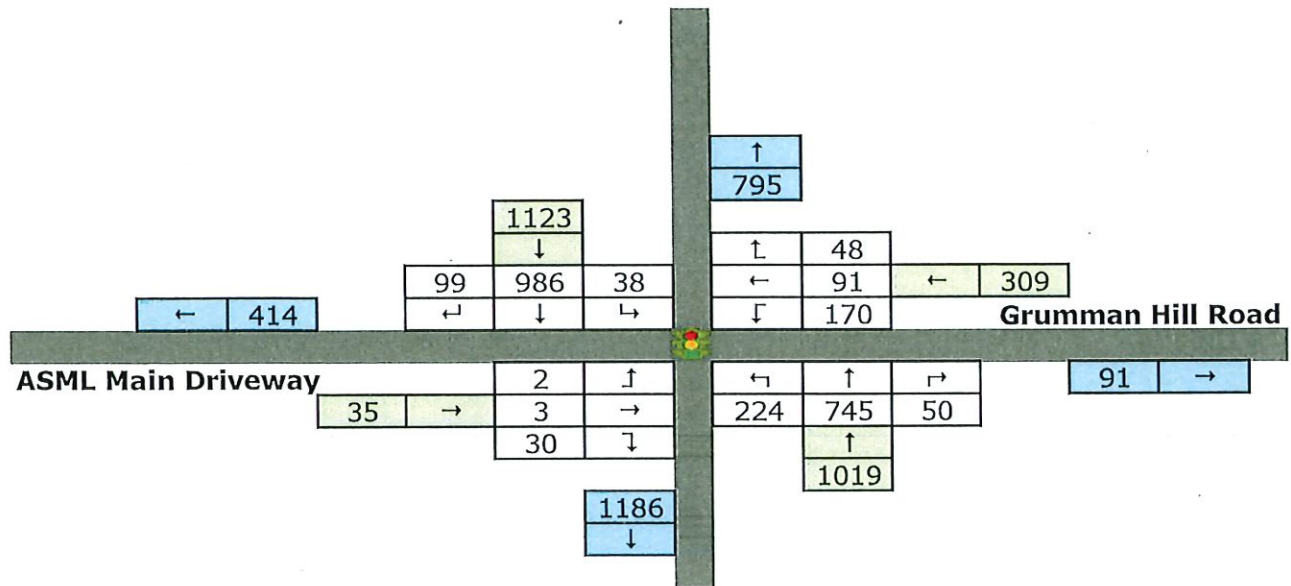 ↑
795
1123
↓
↰ 48
99 986 38
← 91 ← 309
↵ ↓ ↳
↓ 170
← 414
Grumman Hill Road
ASML Main Driveway
2 ↑
↰ ↑ ↱
91 →
35 → 3 →
224 745 50
30 ↴
↑
1019
1186
↓